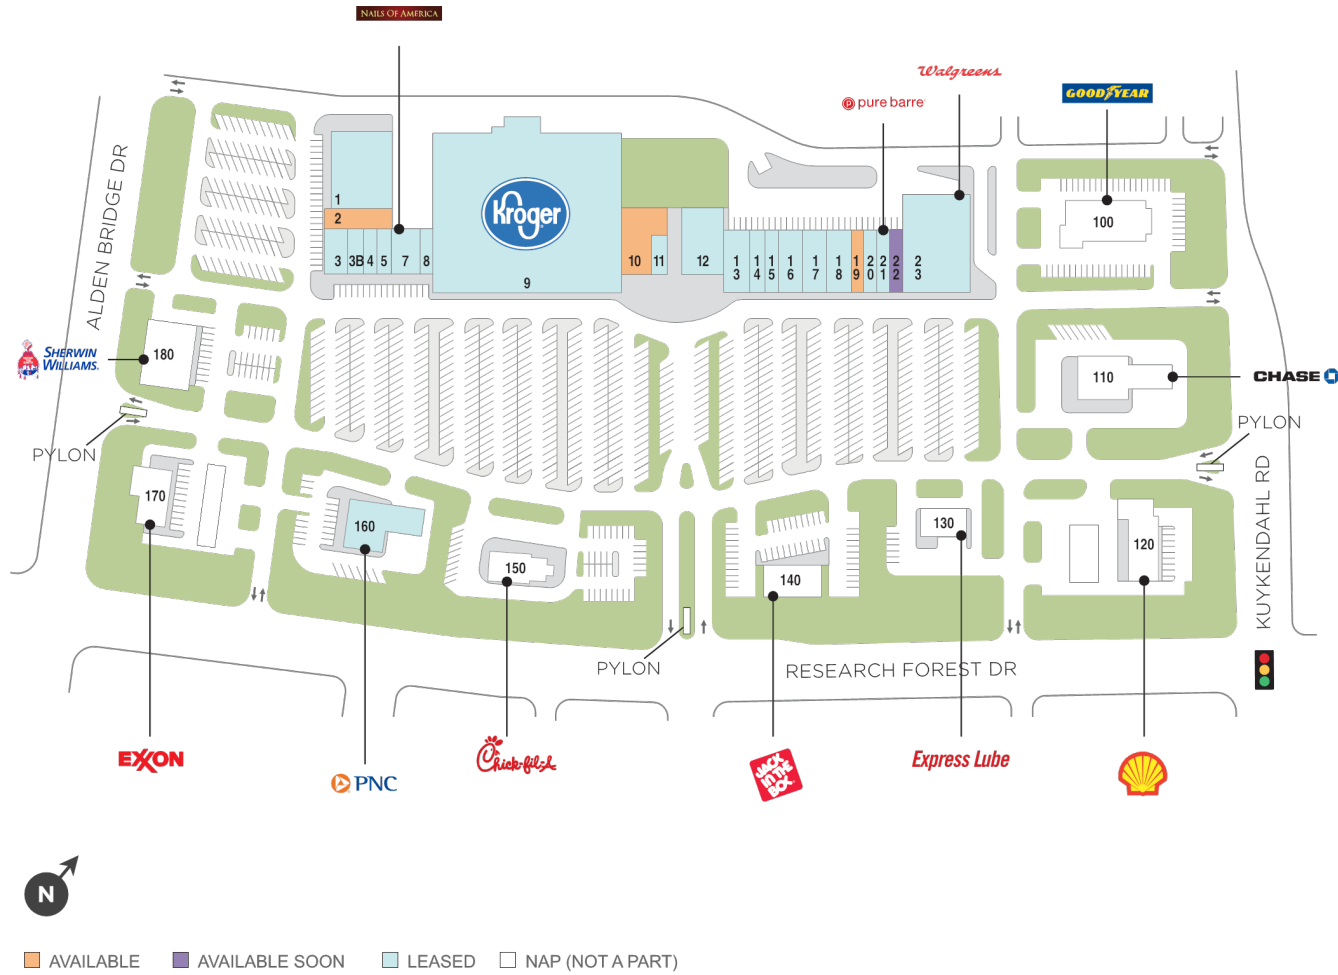 NAILS OF AMERICA
Walgreens
pure barre
GOODYEAR
ALDEN BRIDGE DR
1
2
3
3B
4
5
7
8
Kroger
9
10
11
12
13
14
15
16
17
18
19
20
21
22
23
100
SHERWIN
WILLIAMS.
180
110
CHASE
PYLON
PYLON
170
160
150
140
130
120
KUYKENDAHL RD
PYLON
RESEARCH FOREST DR
EXXON
PNC
Chick-fil-A
JACK
IN THE
BOX
Express Lube
N
AVAILABLE
AVAILABLE SOON
LEASED
NAP (NOT A PART)